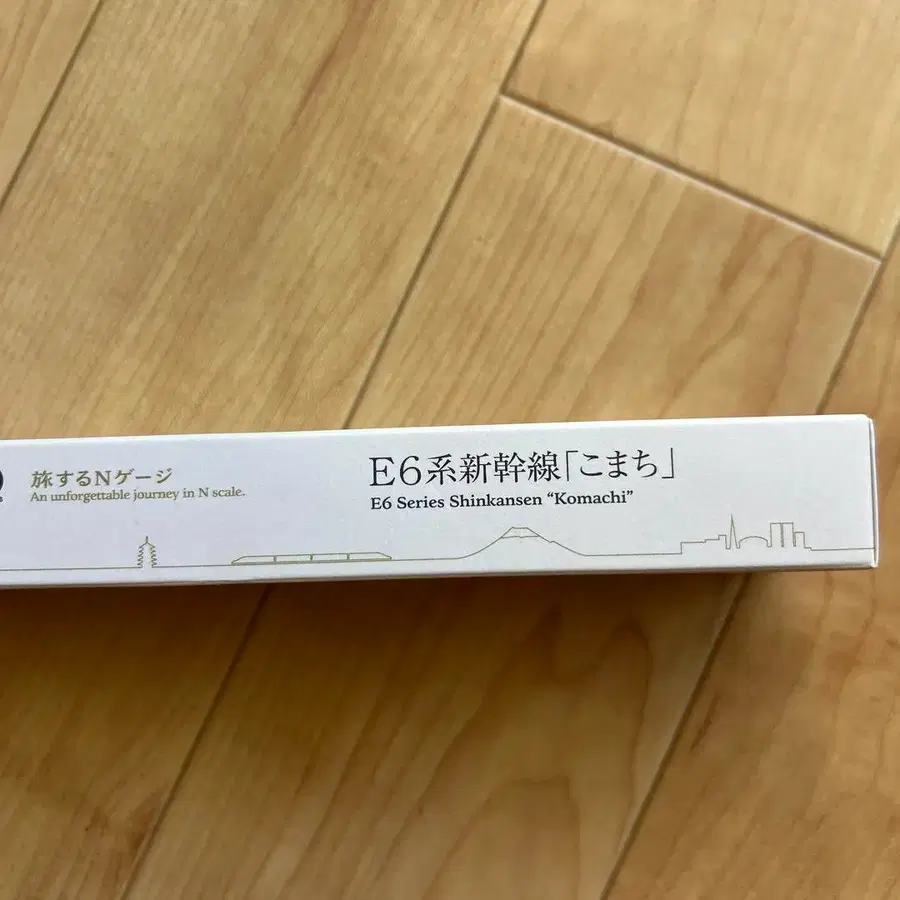 旅するNゲージ
An unforgettable journey in N scale.
E6系新幹線「こまち」
E6 Series Shinkansen “Komachi”